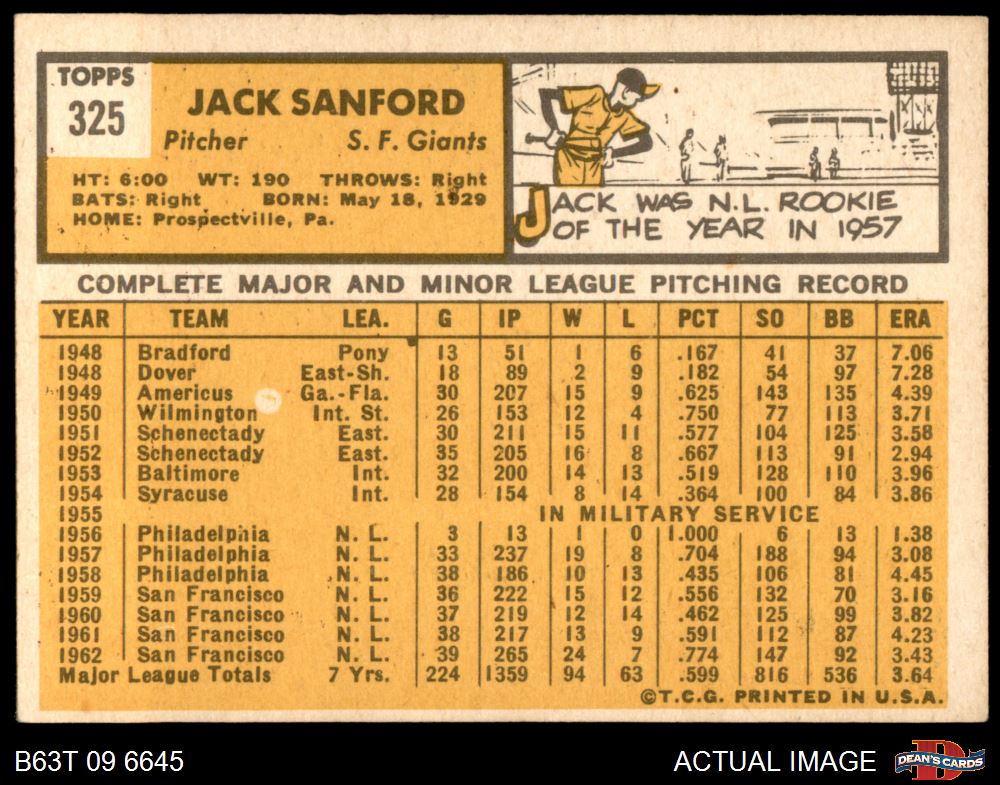 TOPPS
325
JACK SANFORD
Pitcher S. F. Giants
HT: 6:00 WT: 190 THROWS: Right
BATS: Right BORN: May 18, 1929
HOME: Prospectville, Pa.
JACK WAS N.L. ROOKIE
OF THE YEAR IN 1957
COMPLETE MAJOR AND MINOR LEAGUE PITCHING RECORD
YEAR TEAM LEA. G IP W L PCT SO BB ERA
1948 Bradford Pony 13 51 1 6 .167 41 37 7.06
1948 Dover East-Sh. 18 89 2 9 .182 54 97 7.28
1949 Americus Ga.-Fla. 30 207 15 9 .625 143 135 4.39
1950 Wilmington Int. St. 26 153 12 4 .750 77 113 3.71
1951 Schenectady East. 30 211 15 11 .577 104 125 3.58
1952 Schenectady East. 35 205 16 8 .667 113 91 2.94
1953 Baltimore Int. 32 200 14 13 .519 128 110 3.96
1954 Syracuse Int. 28 154 8 14 .364 100 84 3.86
1955 IN MILITARY SERVICE
1956 Philadelphia N. L. 3 13 1 0 1.000 6 13 1.38
1957 Philadelphia N. L. 33 237 19 8 .704 188 94 3.08
1958 Philadelphia N. L. 38 186 10 13 .435 106 81 4.45
1959 San Francisco N. L. 36 222 15 12 .556 132 70 3.16
1960 San Francisco N. L. 37 219 12 14 .462 125 99 3.82
1961 San Francisco N. L. 38 217 13 9 .591 112 87 4.23
1962 San Francisco N. L. 39 265 24 7 .774 147 92 3.43
Major League Totals 7 Yrs. 224 1359 94 63 .599 816 536 3.64
©T.C.G. PRINTED IN U.S.A.
B63T 09 6645 ACTUAL IMAGE DEAN'S CARDS